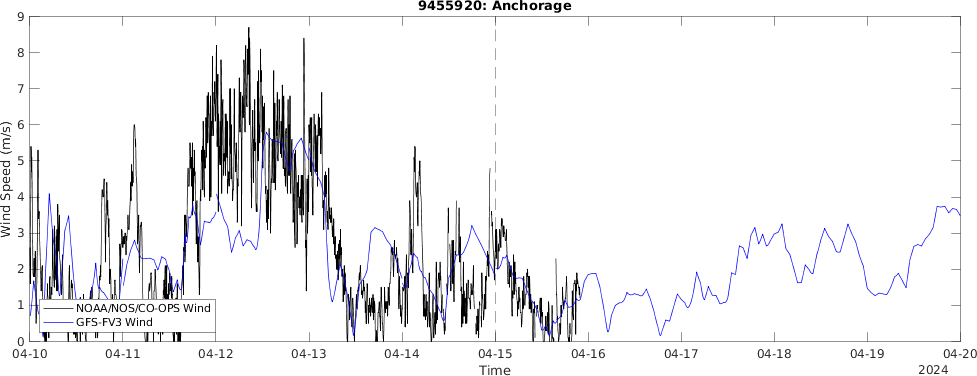 9455920: Anchorage
9
8
7
6
5
4
3
2
1
0
Wind Speed (m/s)
NOAA/NOS/CO-OPS Wind
GFS-FV3 Wind
04-10 04-11 04-12 04-13 04-14 04-15 04-16 04-17 04-18 04-19 04-20
Time
2024